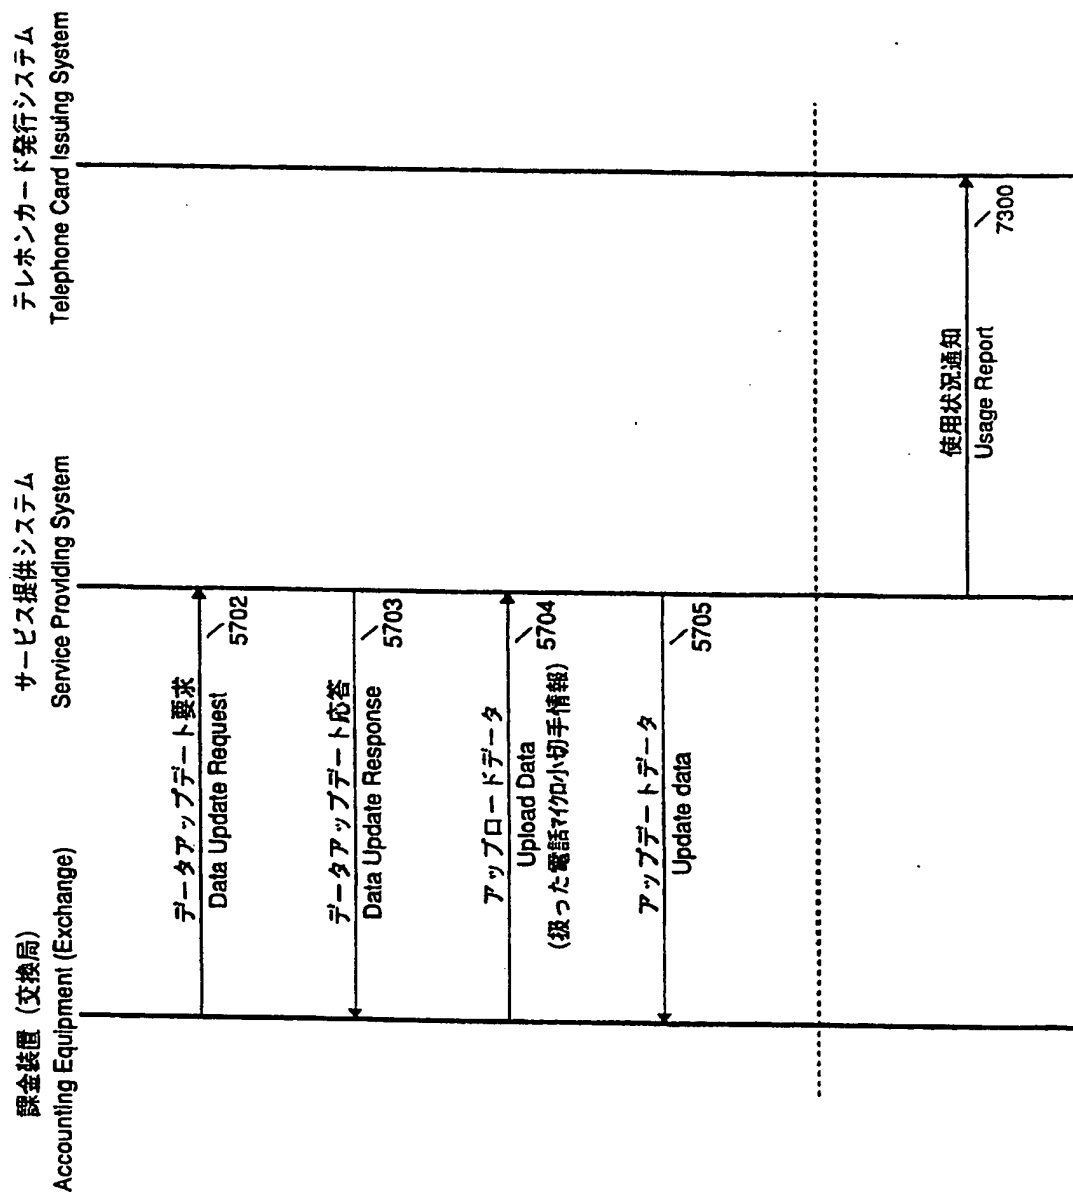 課金装置（交換局）
Accounting Equipment (Exchange)
サービス提供システム
Service Providing System
テレホンカード発行システム
Telephone Card Issuing System
データアップデート要求
Data Update Request
5702
データアップデート応答
Data Update Response
5703
アップロードデータ
Upload Data
(扱った電話マイクロ小切手情報)
5704
アップデートデータ
Update data
5705
使用状況通知
Usage Report
7300